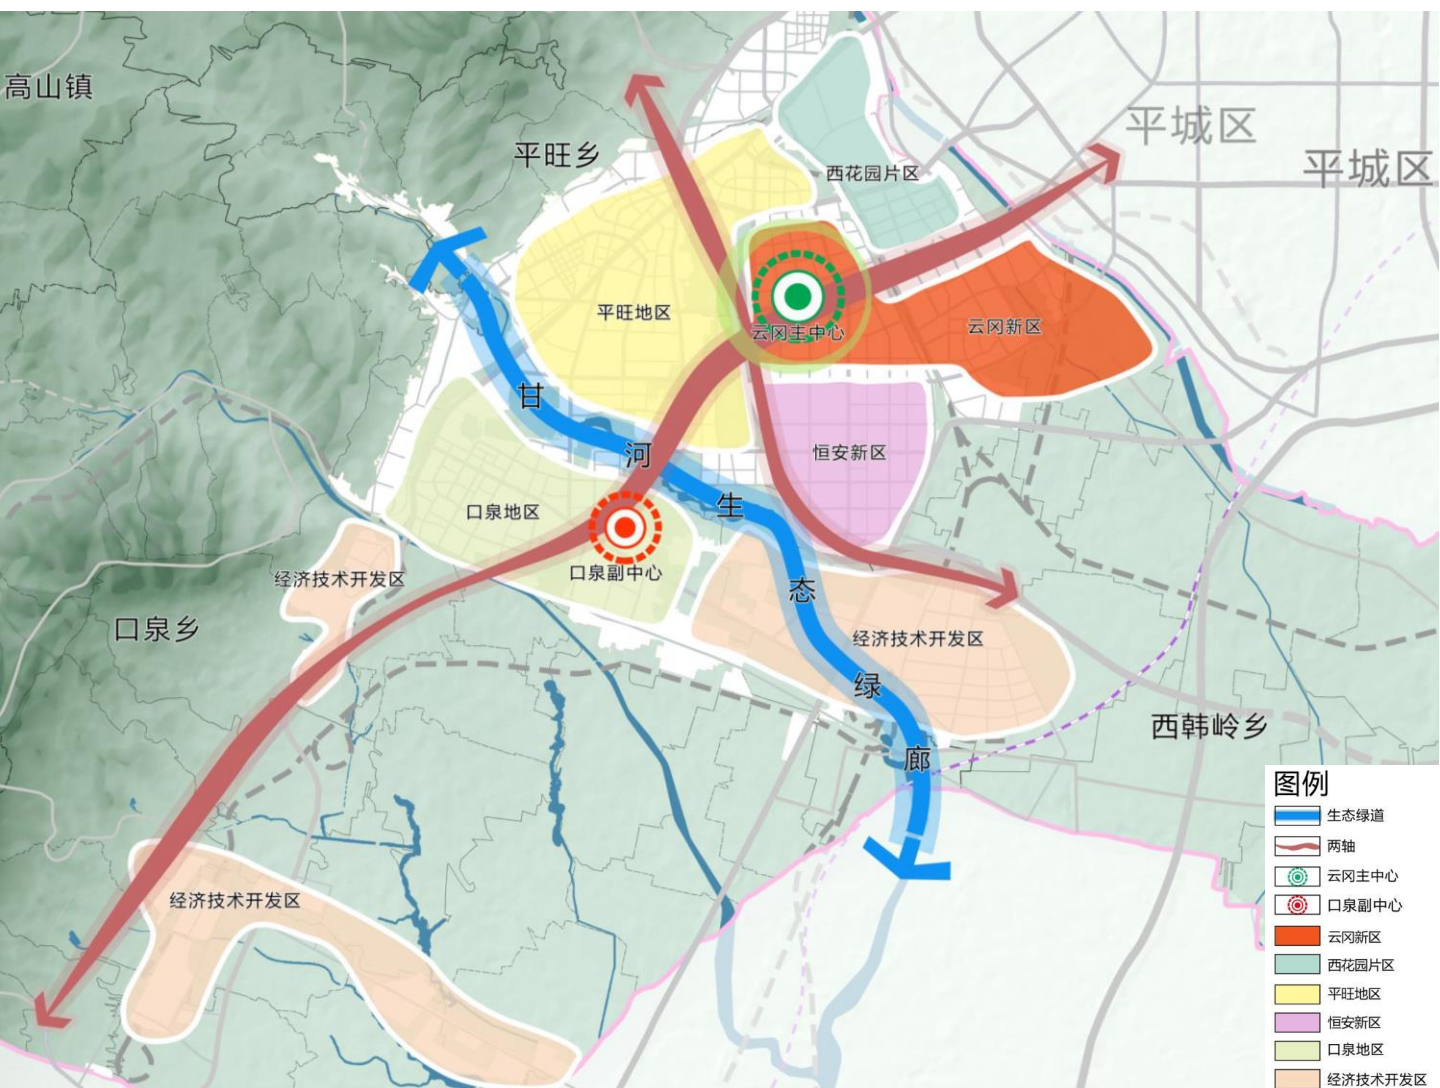 高山镇
平旺乡
平城区
平城区
西花园片区
平旺地区
云冈主中心
云冈新区
甘河生态绿廊
恒安新区
口泉地区
口泉副中心
经济技术开发区
口泉乡
经济技术开发区
西韩岭乡
经济技术开发区
图例
生态绿道
两轴
云冈主中心
口泉副中心
云冈新区
西花园片区
平旺地区
恒安新区
口泉地区
经济技术开发区